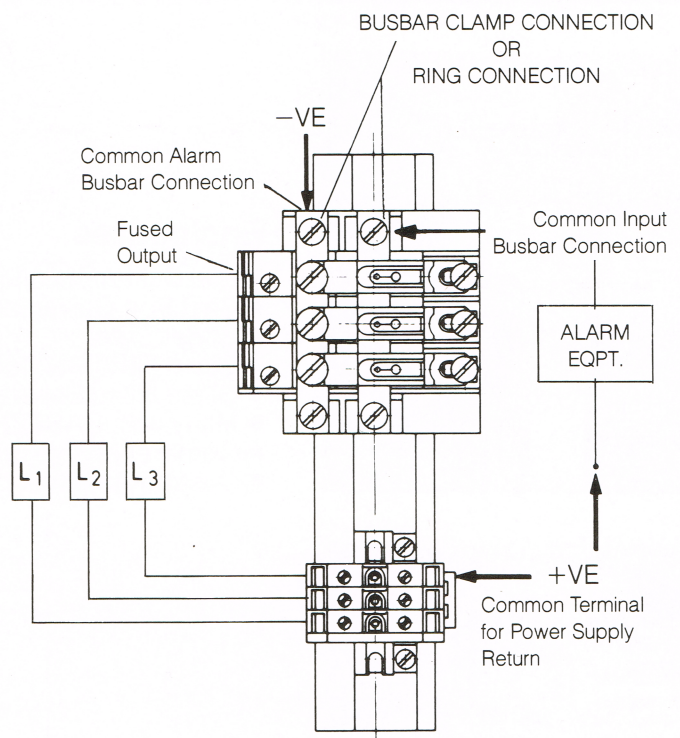 BUSBAR CLAMP CONNECTION
OR
RING CONNECTION
−VE
Common Alarm
Busbar Connection
Fused
Output
Common Input
Busbar Connection
ALARM
EQPT.
L1
L2
L3
+VE
Common Terminal
for Power Supply
Return